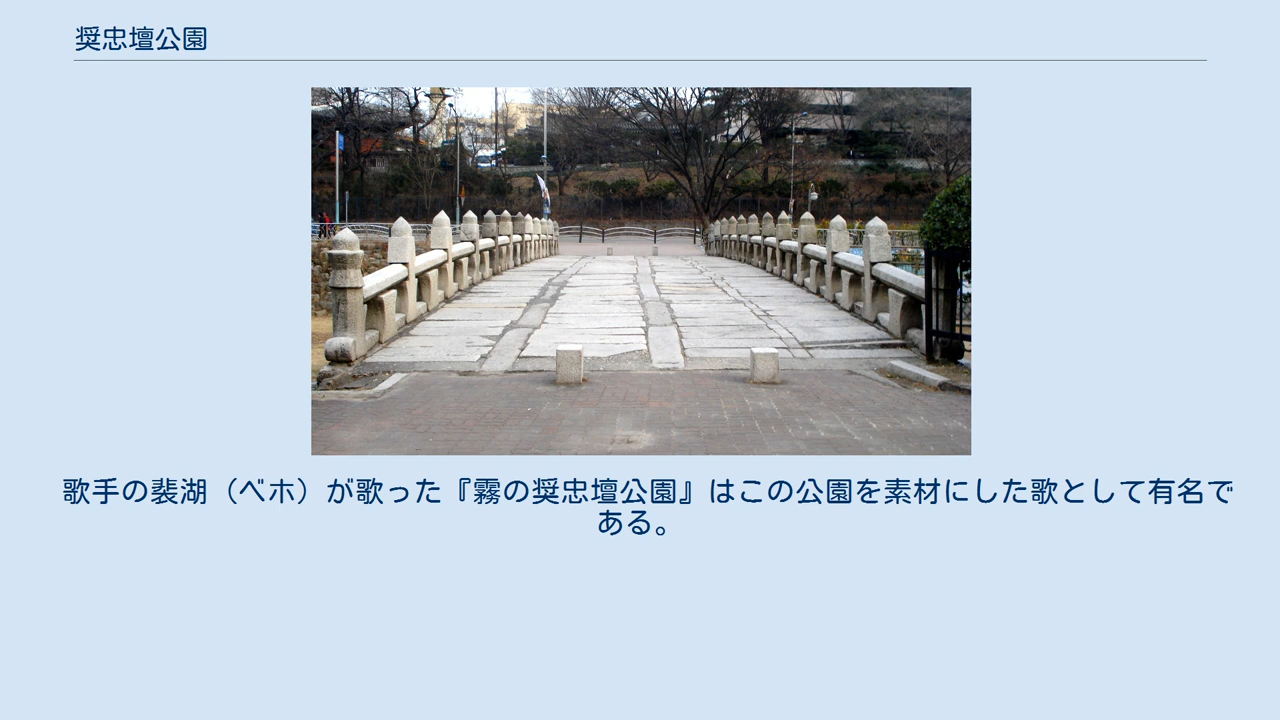 奨忠壇公園
歌手の裴湖（ベホ）が歌った『霧の奨忠壇公園』はこの公園を素材にした歌として有名で
ある。